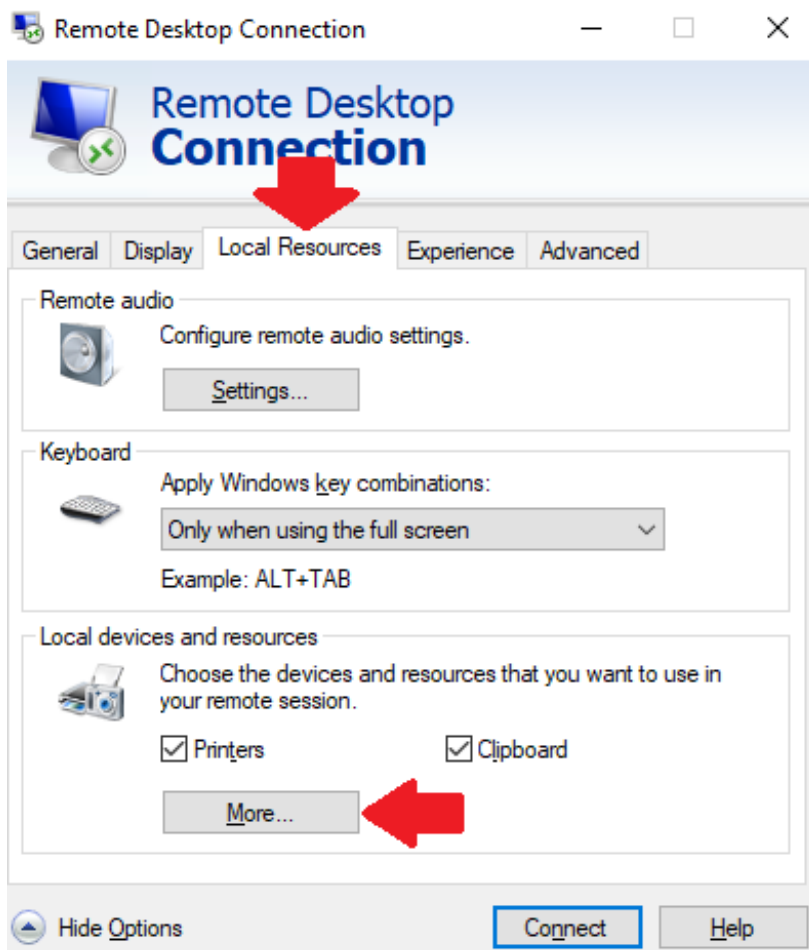 Remote Desktop Connection
Remote Desktop
Connection
General Display Local Resources Experience Advanced
Remote audio
Configure remote audio settings.
Settings...
Keyboard
Apply Windows key combinations:
Only when using the full screen
Example: ALT+TAB
Local devices and resources
Choose the devices and resources that you want to use in
your remote session.
Printers Clipboard
More...
Hide Options Connect Help